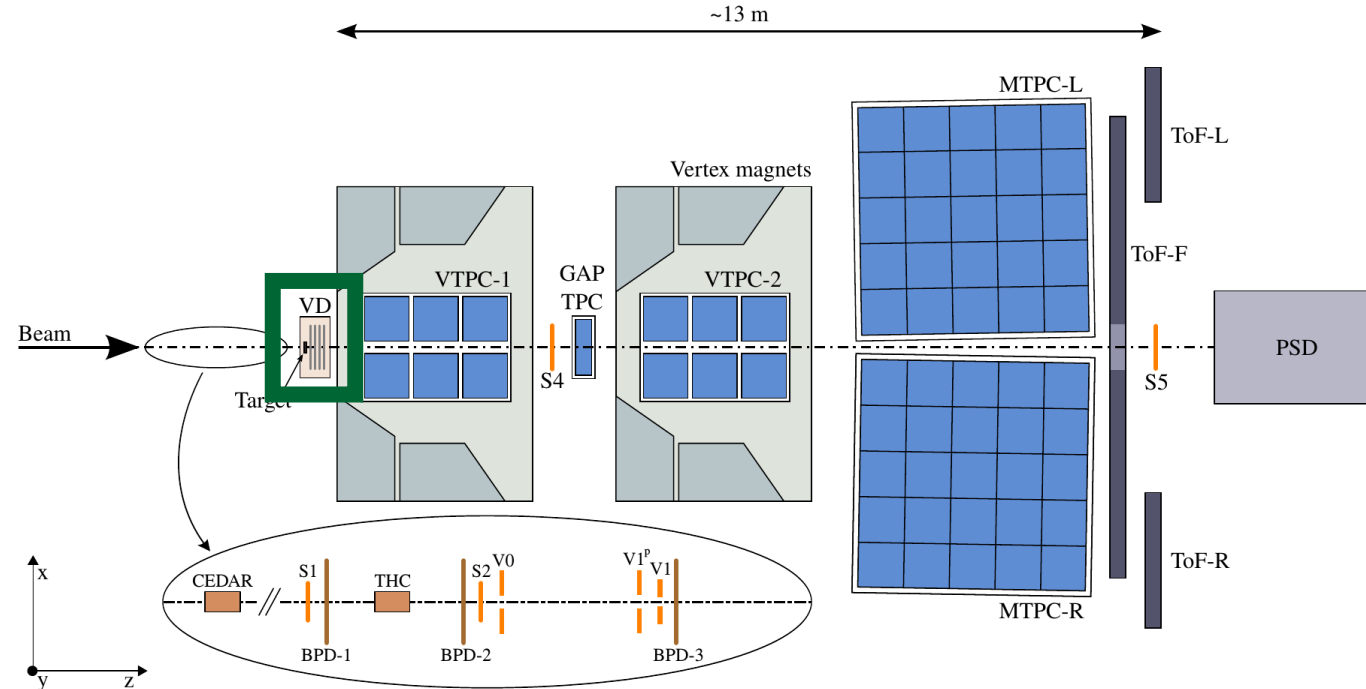 ~13 m
MTPC-L
ToF-L
Vertex magnets
ToF-F
VTPC-1
GAP
TPC
VTPC-2
VD
Beam
PSD
S4
S5
Target
ToF-R
MTPC-R
x
CEDAR
S1
THC
S2
V0
V1ᵖ
V1
BPD-1
BPD-2
BPD-3
y
z